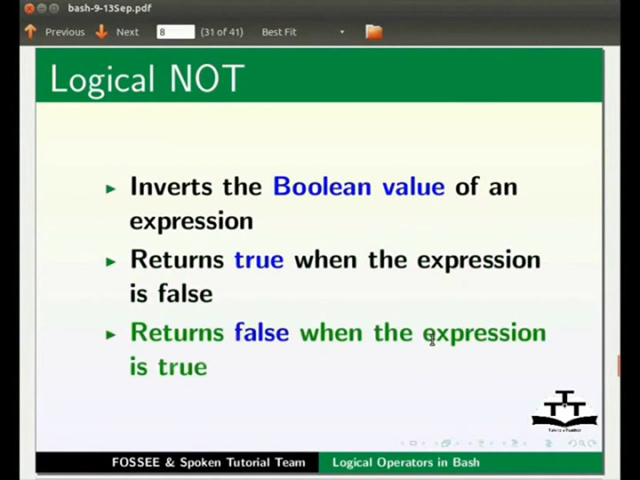 bash-9-13Sep.pdf
Previous Next 8 (31 of 41) Best Fit
Logical NOT
Inverts the Boolean value of an
expression
Returns true when the expression
is false
Returns false when the expression
is true
FOSSEE & Spoken Tutorial Team Logical Operators in Bash